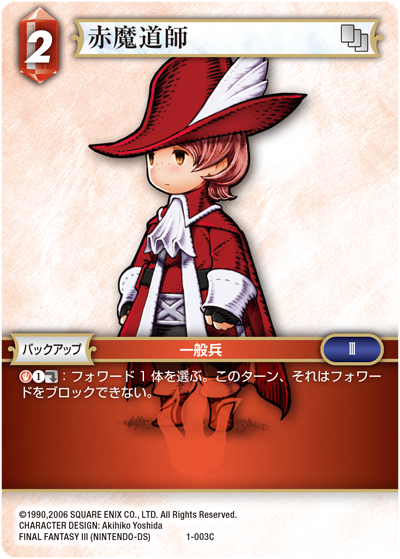 2
赤魔道師
バックアップ
一般兵
III
1:フォワード1体を選ぶ。このターン、それはフォワー
ドをブロックできない。
©1990,2006 SQUARE ENIX CO., LTD. All Rights Reserved.
CHARACTER DESIGN: Akihiko Yoshida
FINAL FANTASY III (NINTENDO-DS) 1-003C